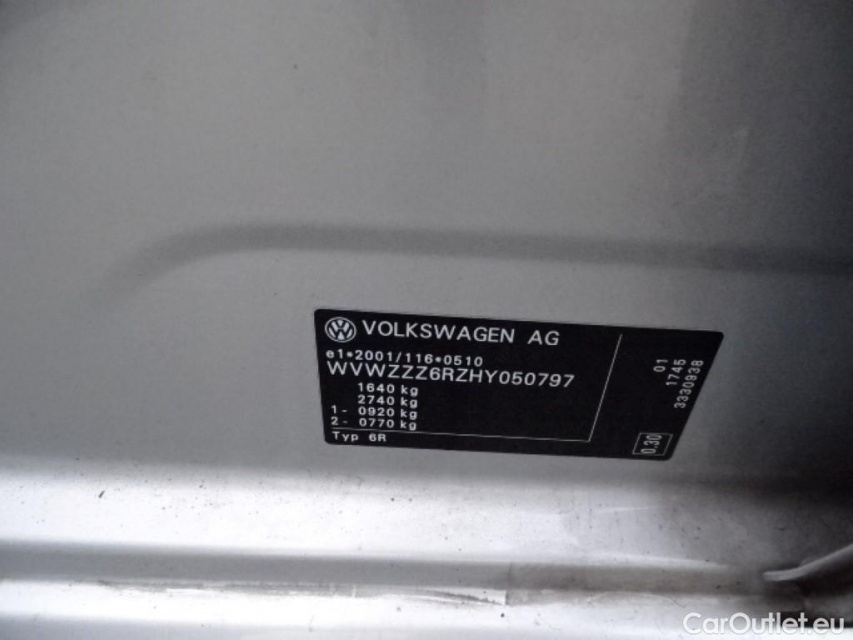 VOLKSWAGEN AG
e1*2001/116*0510
WVWZZZ6RZHY050797
1640 kg
2740 kg
1- 0920 kg
2- 0770 kg
Typ 6R
01
1745
3330938
0.30
CarOutlet.eu